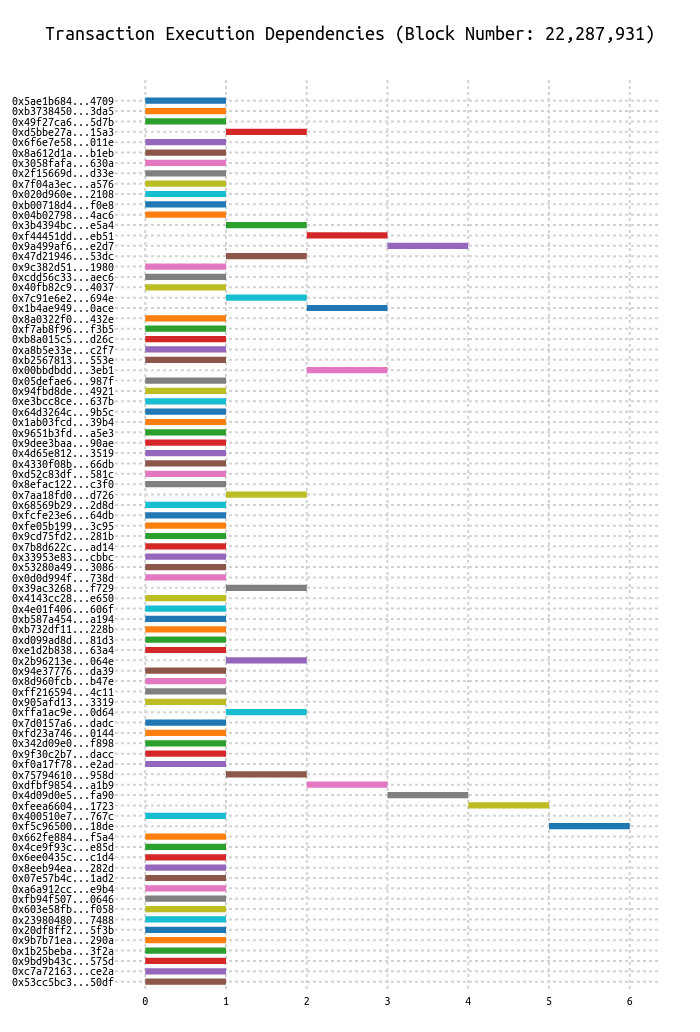 Transaction Execution Dependencies (Block Number: 22,287,931)
0x5ae1b684...4709
0xb3738450...3da5
0x49f27ca6...5d7b
0xd5bbe27a...15a3
0x6f6e7e58...011e
0x8a612d1a...b1eb
0x3058fafa...630a
0x2f15669d...d33e
0x7f04a3ec...a576
0x020d960e...2108
0xb00718d4...f0e8
0x04b02798...4ac6
0x3b4394bc...e5a4
0xf44451dd...eb51
0x9a499af6...e2d7
0x47d21946...53dc
0x9c382d51...1980
0xcdd56c33...aec6
0x40fb82c9...4037
0x7c91e6e2...694e
0x1b4ae949...0ace
0x8a0322f0...432e
0xf7ab8f96...f3b5
0xb8a015c5...d26c
0xa8b5e33e...c2f7
0xb2567813...553e
0x00bbdbdd...3eb1
0x05defae6...987f
0x94fbd8de...4921
0xe3bcc8ce...637b
0x64d3264c...9b5c
0x1ab03fcd...39b4
0x9651b3fd...a5e3
0x9dee3baa...90ae
0x4d65e812...3519
0x4330f08b...66db
0xd52c83df...581c
0x8efac122...c3f0
0x7aa18fd0...d726
0x68569b29...2d8d
0xfcfe23e6...64db
0xfe05b199...3c95
0x9cd75fd2...281b
0x7b8d622c...ad14
0x33953e83...cbbc
0x53280a49...3086
0x0d0d994f...738d
0x39ac3268...f729
0x4143cc28...e650
0x4e01f406...606f
0xb587a454...a194
0xb732df11...228b
0xd099ad8d...81d3
0xe1d2b838...63a4
0x2b96213e...064e
0x94e37776...da39
0x8d960fcb...b47e
0xff216594...4c11
0x905afd13...3319
0xffa1ac9e...0d64
0x7d0157a6...dadc
0xfd23a746...0144
0x342d09e0...f898
0x9f30c2b7...dacc
0xf0a17f78...e2ad
0x75794610...958d
0xdfbf9854...a1b9
0x4d09d0e5...fa90
0xfeea6604...1723
0x400510e7...767c
0xf5c96500...18de
0x662fe884...f5a4
0x4ce9f93c...e85d
0x6ee0435c...c1d4
0x8eeb94ea...282d
0x07e57b4c...1ad2
0xa6a912cc...e9b4
0xfb94f507...0646
0x603e58fb...f058
0x23980480...7488
0x20df8ff2...5f3b
0x9b7b71ea...290a
0x1b25beba...3f2a
0x9bd9b43c...575d
0xc7a72163...ce2a
0x53cc5bc3...50df
0 1 2 3 4 5 6